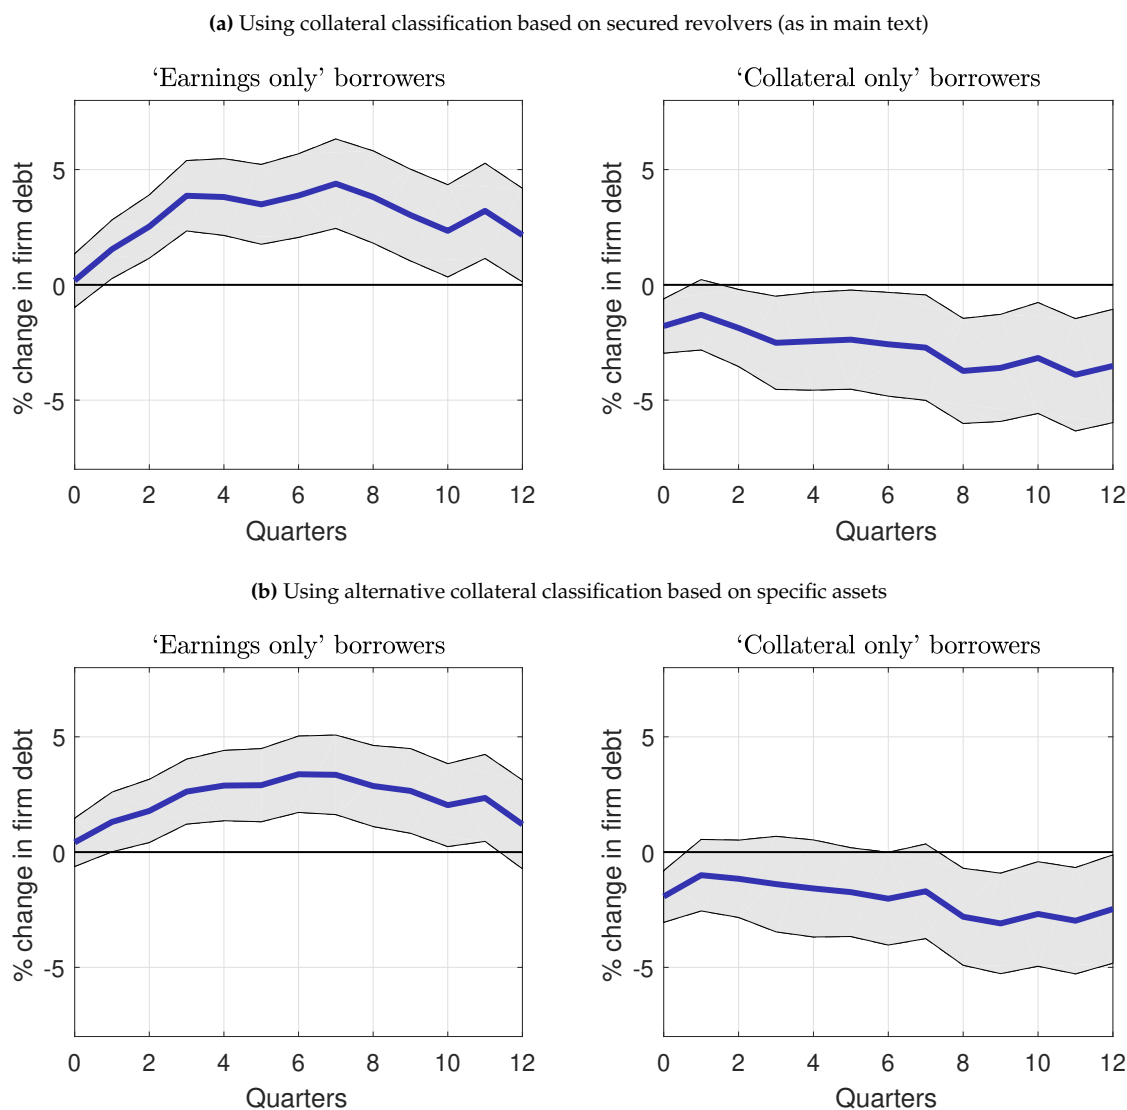 (a) Using collateral classification based on secured revolvers (as in main text)
‘Earnings only’ borrowers
% change in firm debt
5
0
-5
0 2 4 6 8 10 12
Quarters
‘Collateral only’ borrowers
% change in firm debt
5
0
-5
0 2 4 6 8 10 12
Quarters
(b) Using alternative collateral classification based on specific assets
‘Earnings only’ borrowers
% change in firm debt
5
0
-5
0 2 4 6 8 10 12
Quarters
‘Collateral only’ borrowers
% change in firm debt
5
0
-5
0 2 4 6 8 10 12
Quarters